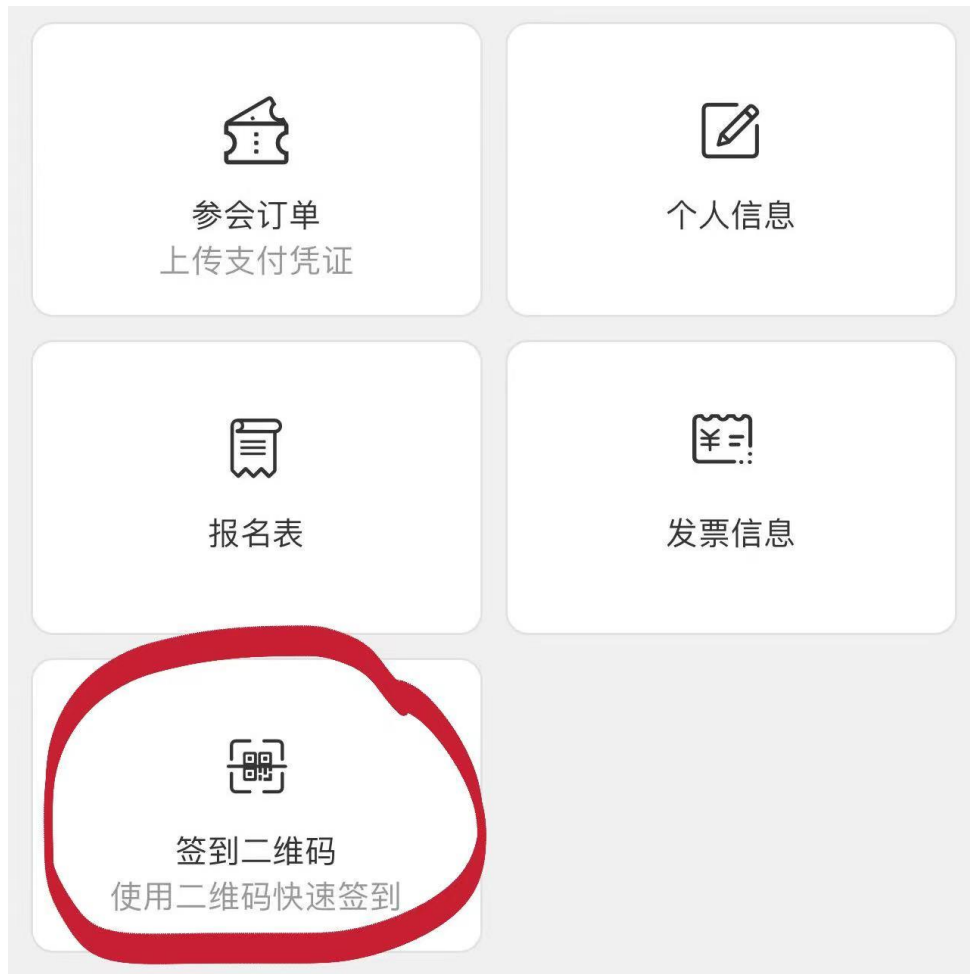 参会订单
上传支付凭证
个人信息
报名表
¥
发票信息
签到二维码
使用二维码快速签到